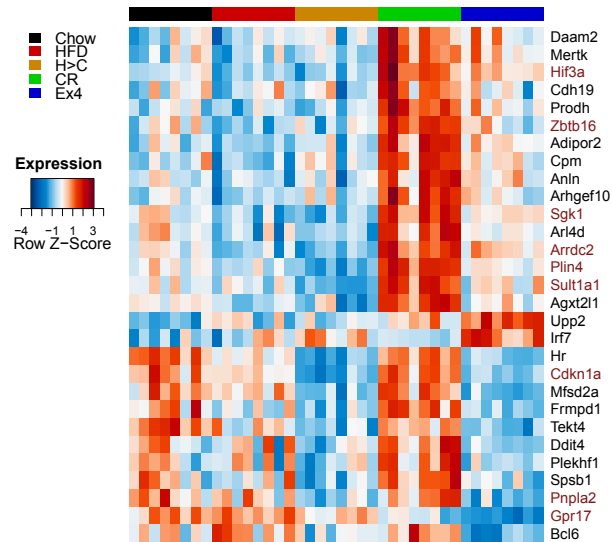 Chow
HFD
H>C
CR
Ex4
Expression
−4 −1 1 3
Row Z−Score
Daam2
Mertk
Hif3a
Cdh19
Prodh
Zbtb16
Adipor2
Cpm
Anln
Arhgef10
Sgk1
Arl4d
Arrdc2
Plin4
Sult1a1
Agxt2l1
Upp2
Irf7
Hr
Cdkn1a
Mfsd2a
Frmpd1
Tekt4
Ddit4
Plekhf1
Spsb1
Pnpla2
Gpr17
Bcl6